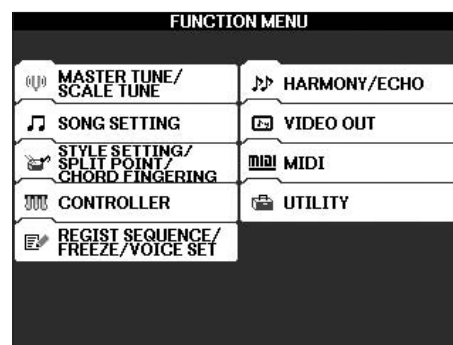 FUNCTION MENU
MASTER TUNE/
SCALE TUNE
SONG SETTING
STYLE SETTING/
SPLIT POINT/
CHORD FINGERING
CONTROLLER
REGIST SEQUENCE/
FREEZE/VOICE SET
HARMONY/ECHO
VIDEO OUT
MIDI MIDI
UTILITY